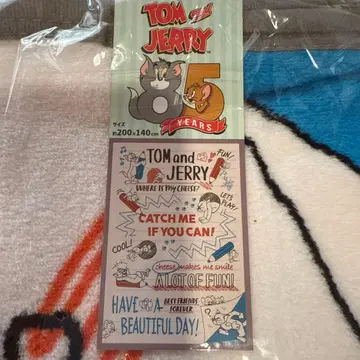 TOM and
JERRY
85
YEARS
サイズ
約200×140cm
TOM and
JERRY
FUN!
WHERE IS MY CHEESE?
LET'S
PLAY!
CATCH ME
IF YOU CAN!
COOL!
cheese makes me smile
A LOT OF FUN!
HAVE A
BEST FRIENDS
FOREVER
BEAUTIFUL DAY!